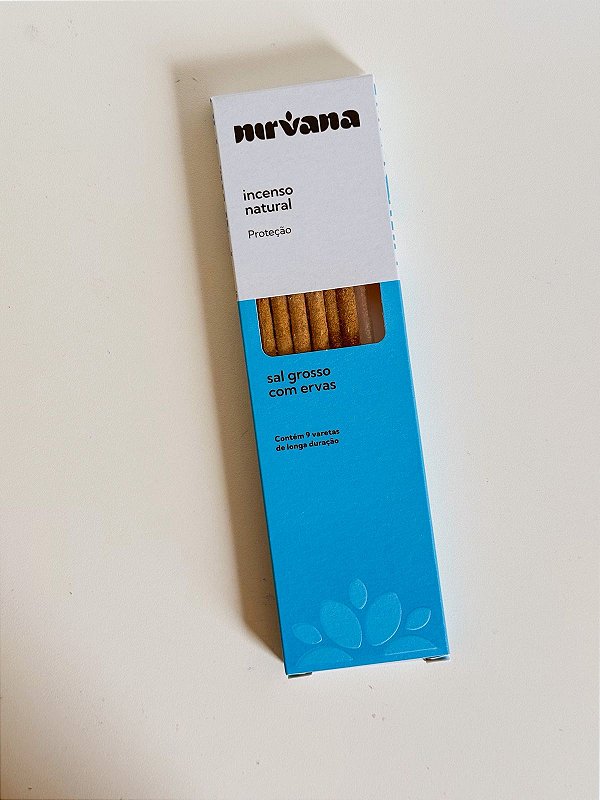 nirvana
incenso
natural
Proteção
sal grosso
com ervas
Contém 9 varetas
de longa duração